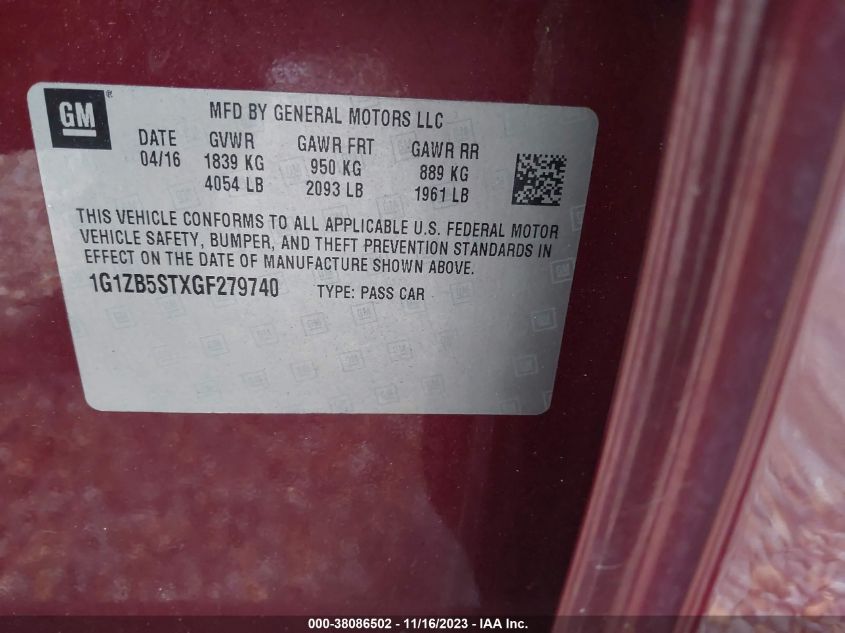 GM®
MFD BY GENERAL MOTORS LLC
DATE GVWR GAWR FRT GAWR RR
04/16 1839 KG 950 KG 889 KG
4054 LB 2093 LB 1961 LB
THIS VEHICLE CONFORMS TO ALL APPLICABLE U.S. FEDERAL MOTOR
VEHICLE SAFETY, BUMPER, AND THEFT PREVENTION STANDARDS IN
EFFECT ON THE DATE OF MANUFACTURE SHOWN ABOVE.
1G1ZB5STXGF279740 TYPE: PASS CAR
000-38086502 - 11/16/2023 - IAA Inc.